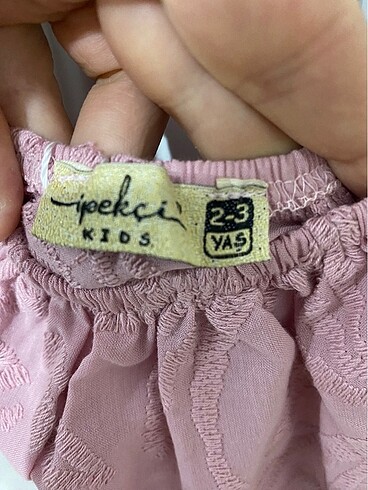 ipekçi
KIDS
2-3
YAŞ